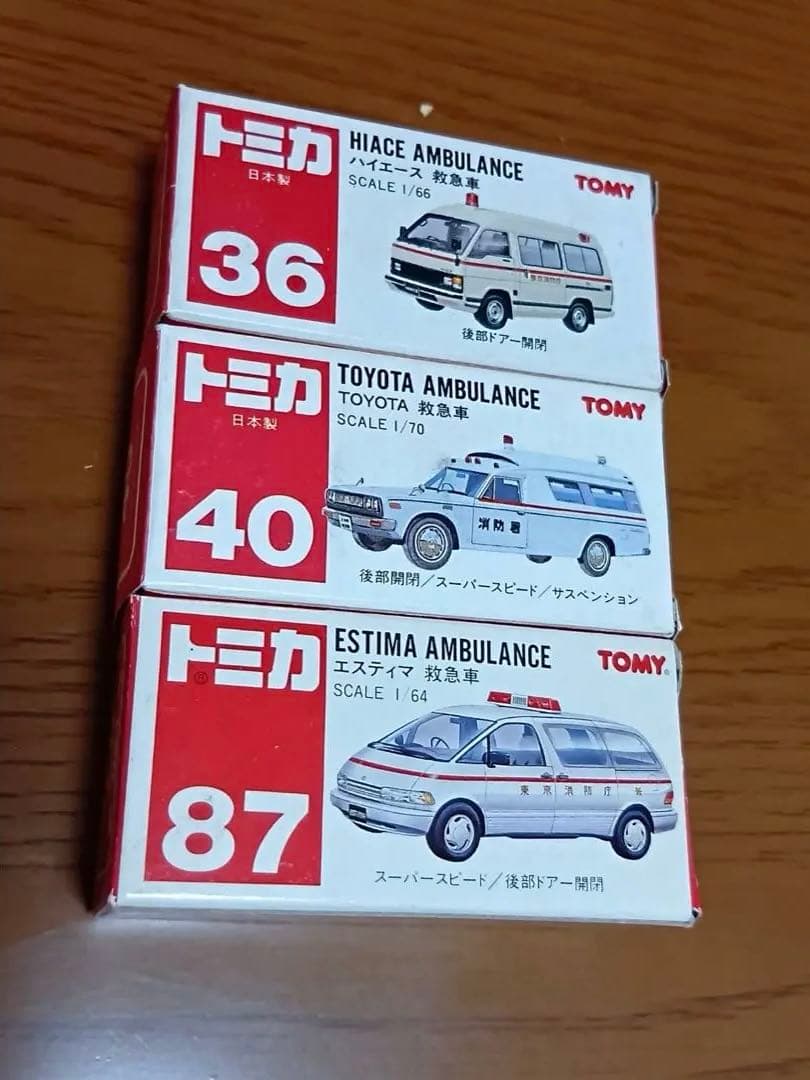 トミカ
日本製
36
HIACE AMBULANCE
ハイエース 救急車
SCALE 1/66
TOMY
東京消防庁
後部ドアー開閉
トミカ
日本製
40
TOYOTA AMBULANCE
TOYOTA 救急車
SCALE 1/70
TOMY
消防署
後部開閉/スーパースピード/サスペンション
トミカ
®
87
ESTIMA AMBULANCE
エスティマ 救急車
SCALE 1/64
TOMY®
東京消防庁
スーパースピード/後部ドアー開閉